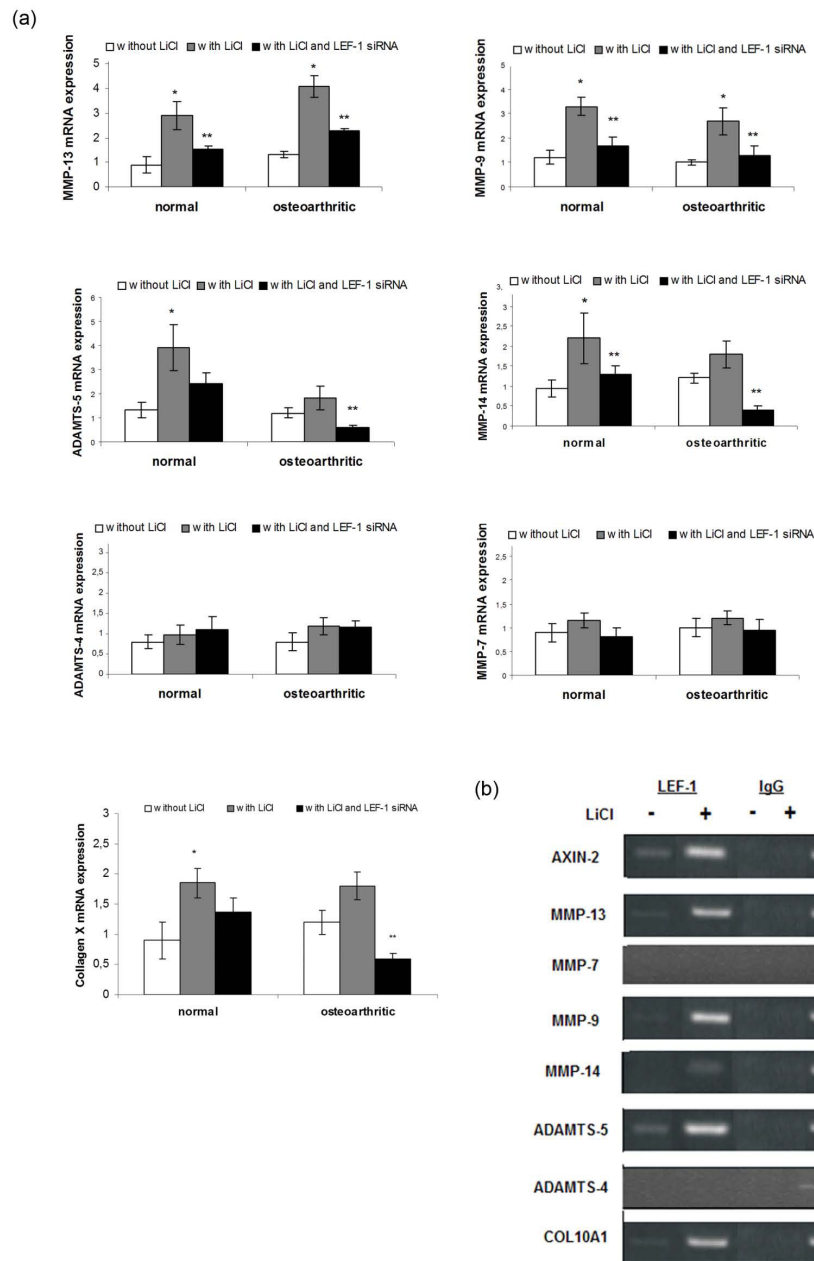 (a)
without LiCl with LiCl with LiCl and LEF-1 siRNA
MMP-13 mRNA expression
5
4
3
2
1
0
*
**
*
**
normal osteoarthritic
without LiCl with LiCl with LiCl and LEF-1 siRNA
MMP-9 mRNA expression
5
4
3
2
1
0
*
**
*
**
normal osteoarthritic
without LiCl with LiCl with LiCl and LEF-1 siRNA
ADAMTS-5 mRNA expression
6
5
4
3
2
1
0
*
**
normal osteoarthritic
without LiCl with LiCl with LiCl and LEF-1 siRNA
MMP-14 mRNA expression
3,
2,5
2
1,5
1
0,5
0
*
**
**
normal osteoarthritic
without LiCl with LiCl with LiCl and LEF-1 siRNA
ADAMTS-4 mRNA expression
3
2,5
2
1,5
1
0,5
0
normal osteoarthritic
without LiCl with LiCl with LiCl and LEF-1 siRNA
MMP-7 mRNA expression
3
2,5
2
1,5
1
0,5
0
normal osteoarthritic
without LiCl with LiCl with LiCl and LEF-1 siRNA
Collagen X mRNA expression
3
2,5
2
1,5
1
0,5
0
*
**
normal osteoarthritic
(b)
LEF-1 IgG
LiCl - + - +
AXIN-2
MMP-13
MMP-7
MMP-9
MMP-14
ADAMTS-5
ADAMTS-4
COL10A1